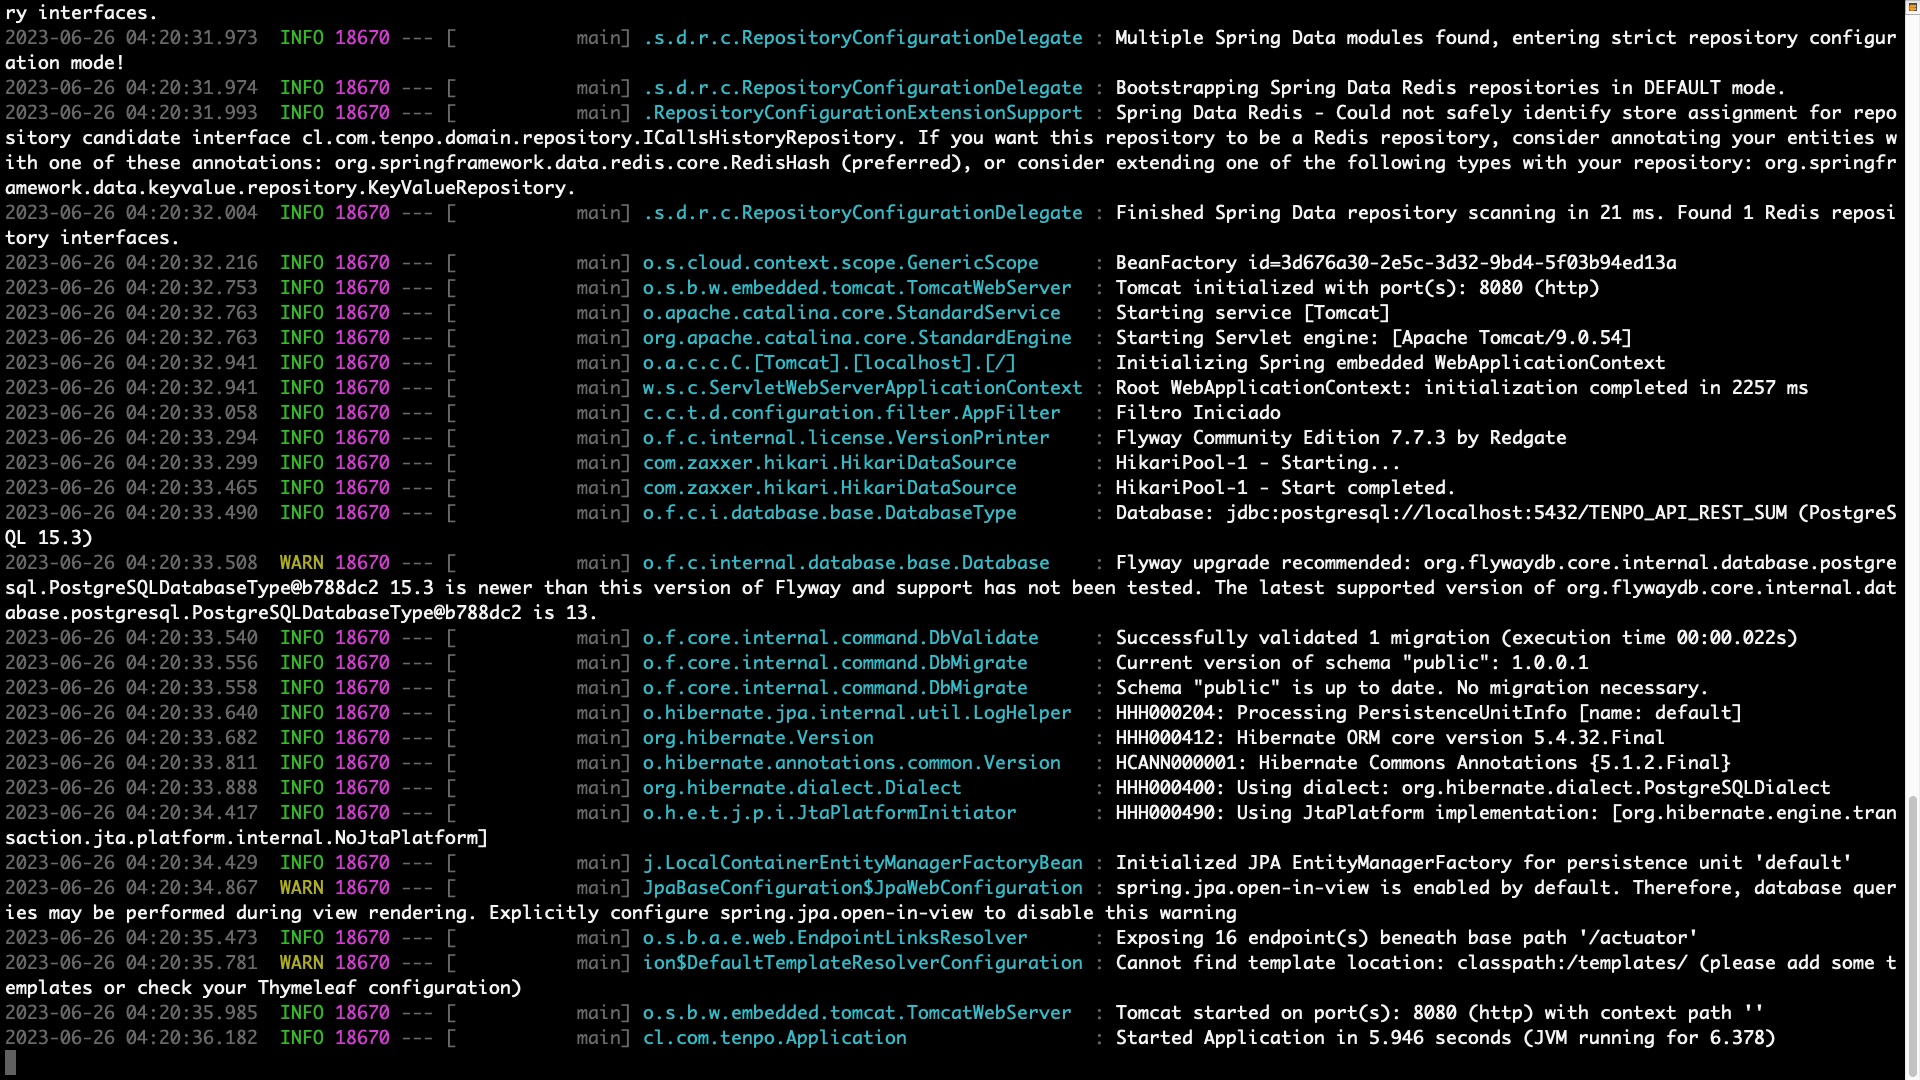 ry interfaces.
2023-06-26 04:20:31.973  INFO 18670 --- [           main] .s.d.r.c.RepositoryConfigurationDelegate : Multiple Spring Data modules found, entering strict repository configur
ation mode!
2023-06-26 04:20:31.974  INFO 18670 --- [           main] .s.d.r.c.RepositoryConfigurationDelegate : Bootstrapping Spring Data Redis repositories in DEFAULT mode.
2023-06-26 04:20:31.993  INFO 18670 --- [           main] .RepositoryConfigurationExtensionSupport : Spring Data Redis - Could not safely identify store assignment for repo
sitory candidate interface cl.com.tenpo.domain.repository.ICallsHistoryRepository. If you want this repository to be a Redis repository, consider annotating your entities w
ith one of these annotations: org.springframework.data.redis.core.RedisHash (preferred), or consider extending one of the following types with your repository: org.springfr
amework.data.keyvalue.repository.KeyValueRepository.
2023-06-26 04:20:32.004  INFO 18670 --- [           main] .s.d.r.c.RepositoryConfigurationDelegate : Finished Spring Data repository scanning in 21 ms. Found 1 Redis reposi
tory interfaces.
2023-06-26 04:20:32.216  INFO 18670 --- [           main] o.s.cloud.context.scope.GenericScope     : BeanFactory id=3d676a30-2e5c-3d32-9bd4-5f03b94ed13a
2023-06-26 04:20:32.753  INFO 18670 --- [           main] o.s.b.w.embedded.tomcat.TomcatWebServer  : Tomcat initialized with port(s): 8080 (http)
2023-06-26 04:20:32.763  INFO 18670 --- [           main] o.apache.catalina.core.StandardService   : Starting service [Tomcat]
2023-06-26 04:20:32.763  INFO 18670 --- [           main] org.apache.catalina.core.StandardEngine  : Starting Servlet engine: [Apache Tomcat/9.0.54]
2023-06-26 04:20:32.941  INFO 18670 --- [           main] o.a.c.c.C.[Tomcat].[localhost].[/]       : Initializing Spring embedded WebApplicationContext
2023-06-26 04:20:32.941  INFO 18670 --- [           main] w.s.c.ServletWebServerApplicationContext : Root WebApplicationContext: initialization completed in 2257 ms
2023-06-26 04:20:33.058  INFO 18670 --- [           main] c.c.t.d.configuration.filter.AppFilter   : Filtro Iniciado
2023-06-26 04:20:33.294  INFO 18670 --- [           main] o.f.c.internal.license.VersionPrinter    : Flyway Community Edition 7.7.3 by Redgate
2023-06-26 04:20:33.299  INFO 18670 --- [           main] com.zaxxer.hikari.HikariDataSource       : HikariPool-1 - Starting...
2023-06-26 04:20:33.465  INFO 18670 --- [           main] com.zaxxer.hikari.HikariDataSource       : HikariPool-1 - Start completed.
2023-06-26 04:20:33.490  INFO 18670 --- [           main] o.f.c.i.database.base.DatabaseType       : Database: jdbc:postgresql://localhost:5432/TENPO_API_REST_SUM (PostgreS
QL 15.3)
2023-06-26 04:20:33.508  WARN 18670 --- [           main] o.f.c.internal.database.base.Database    : Flyway upgrade recommended: org.flywaydb.core.internal.database.postgre
sql.PostgreSQLDatabaseType@b788dc2 15.3 is newer than this version of Flyway and support has not been tested. The latest supported version of org.flywaydb.core.internal.dat
abase.postgresql.PostgreSQLDatabaseType@b788dc2 is 13.
2023-06-26 04:20:33.540  INFO 18670 --- [           main] o.f.core.internal.command.DbValidate     : Successfully validated 1 migration (execution time 00:00.022s)
2023-06-26 04:20:33.556  INFO 18670 --- [           main] o.f.core.internal.command.DbMigrate      : Current version of schema "public": 1.0.0.1
2023-06-26 04:20:33.558  INFO 18670 --- [           main] o.f.core.internal.command.DbMigrate      : Schema "public" is up to date. No migration necessary.
2023-06-26 04:20:33.640  INFO 18670 --- [           main] o.hibernate.jpa.internal.util.LogHelper  : HHH000204: Processing PersistenceUnitInfo [name: default]
2023-06-26 04:20:33.682  INFO 18670 --- [           main] org.hibernate.Version                    : HHH000412: Hibernate ORM core version 5.4.32.Final
2023-06-26 04:20:33.811  INFO 18670 --- [           main] o.hibernate.annotations.common.Version   : HCANN000001: Hibernate Commons Annotations {5.1.2.Final}
2023-06-26 04:20:33.888  INFO 18670 --- [           main] org.hibernate.dialect.Dialect            : HHH000400: Using dialect: org.hibernate.dialect.PostgreSQLDialect
2023-06-26 04:20:34.417  INFO 18670 --- [           main] o.h.e.t.j.p.i.JtaPlatformInitiator       : HHH000490: Using JtaPlatform implementation: [org.hibernate.engine.tran
saction.jta.platform.internal.NoJtaPlatform]
2023-06-26 04:20:34.429  INFO 18670 --- [           main] j.LocalContainerEntityManagerFactoryBean : Initialized JPA EntityManagerFactory for persistence unit 'default'
2023-06-26 04:20:34.867  WARN 18670 --- [           main] JpaBaseConfiguration$JpaWebConfiguration : spring.jpa.open-in-view is enabled by default. Therefore, database quer
ies may be performed during view rendering. Explicitly configure spring.jpa.open-in-view to disable this warning
2023-06-26 04:20:35.473  INFO 18670 --- [           main] o.s.b.a.e.web.EndpointLinksResolver      : Exposing 16 endpoint(s) beneath base path '/actuator'
2023-06-26 04:20:35.781  WARN 18670 --- [           main] ion$DefaultTemplateResolverConfiguration : Cannot find template location: classpath:/templates/ (please add some t
emplates or check your Thymeleaf configuration)
2023-06-26 04:20:35.985  INFO 18670 --- [           main] o.s.b.w.embedded.tomcat.TomcatWebServer  : Tomcat started on port(s): 8080 (http) with context path ''
2023-06-26 04:20:36.182  INFO 18670 --- [           main] cl.com.tenpo.Application                 : Started Application in 5.946 seconds (JVM running for 6.378)